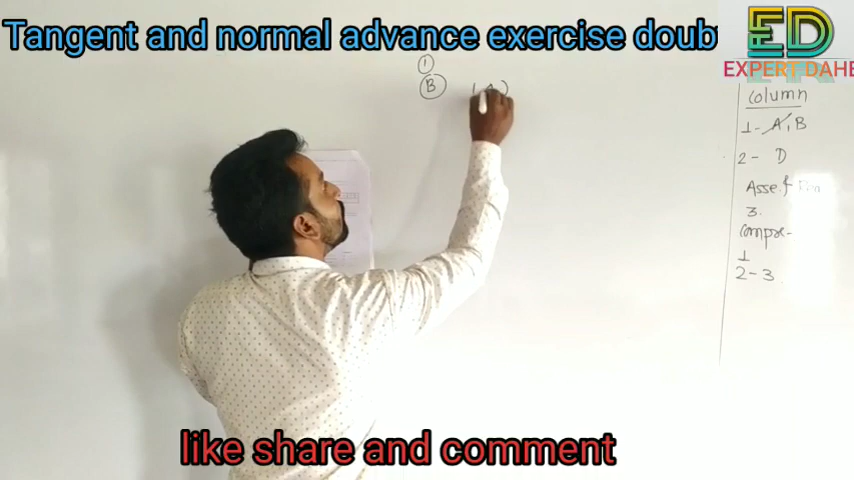 Tangent and normal advance exercise doub
ED
EXPERT DAHE
1
B (A)
Column
1- A, B
2- D
Asse. &
3.
Compre-
1
2-3
like share and comment